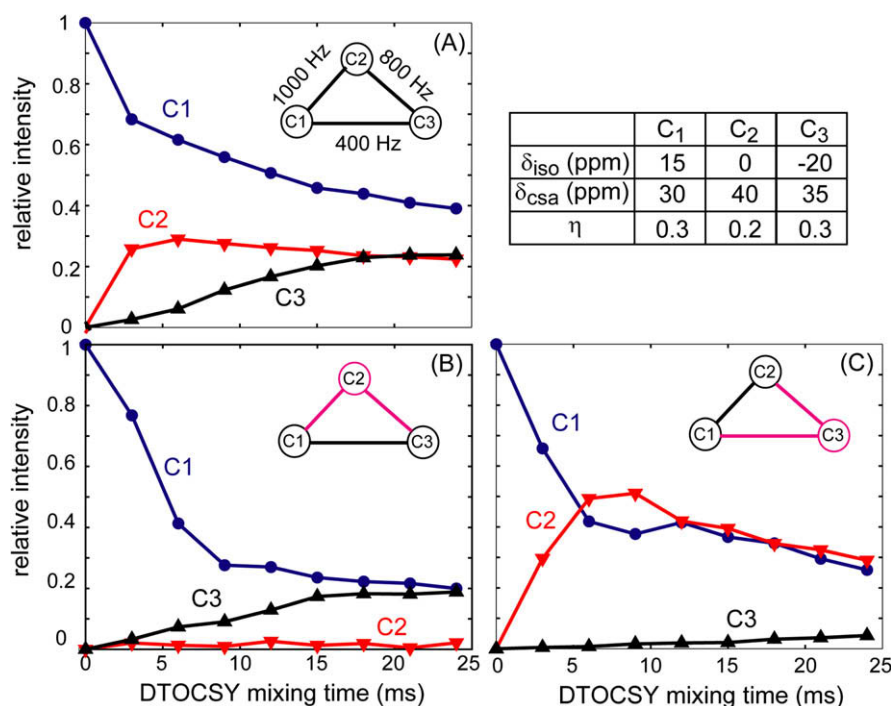 (A)
1
0.8
0.6
0.4
0.2
0
relative intensity
C1
C2
C3
1000 Hz
800 Hz
400 Hz
C1
C2
C3
C₁ C₂ C₃
δiso (ppm) 15 0 -20
δcsa (ppm) 30 40 35
η 0.3 0.2 0.3
(B)
1
0.8
0.6
0.4
0.2
0
relative intensity
C1
C3
C2
C2
C1
C3
0 5 10 15 20 25
DTOCSY mixing time (ms)
(C)
C1
C2
C3
C2
C1
C3
0 5 10 15 20 25
DTOCSY mixing time (ms)